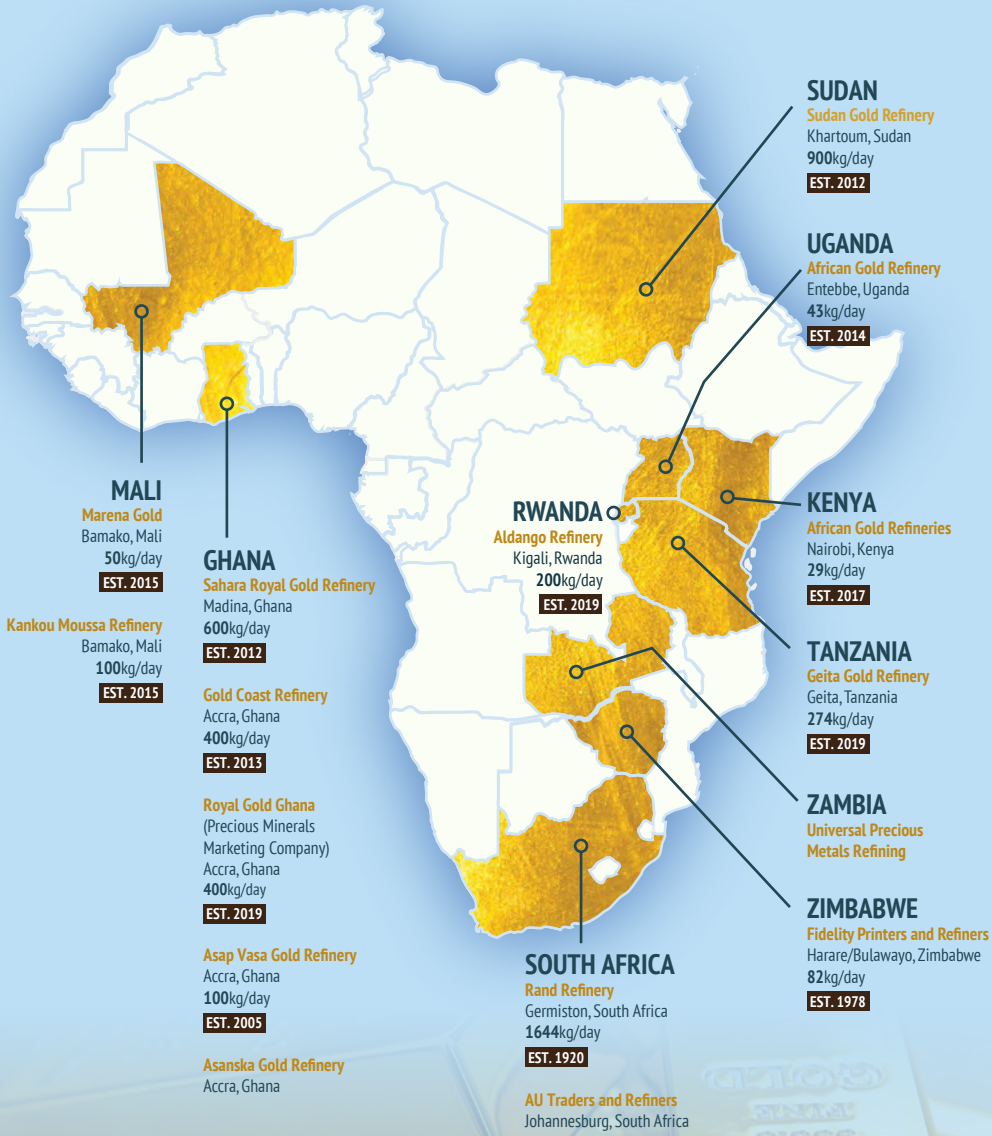 SUDAN
Sudan Gold Refinery
Khartoum, Sudan
900kg/day
EST. 2012
UGANDA
African Gold Refinery
Entebbe, Uganda
43kg/day
EST. 2014
MALI
Marena Gold
Bamako, Mali
50kg/day
EST. 2015
Kankou Moussa Refinery
Bamako, Mali
100kg/day
EST. 2015
GHANA
Sahara Royal Gold Refinery
Madina, Ghana
600kg/day
EST. 2012
Gold Coast Refinery
Accra, Ghana
400kg/day
EST. 2013
Royal Gold Ghana
(Precious Minerals
Marketing Company)
Accra, Ghana
400kg/day
EST. 2019
Asap Vasa Gold Refinery
Accra, Ghana
100kg/day
EST. 2005
Asanska Gold Refinery
Accra, Ghana
RWANDA
Aldango Refinery
Kigali, Rwanda
200kg/day
EST. 2019
KENYA
African Gold Refineries
Nairobi, Kenya
29kg/day
EST. 2017
TANZANIA
Geita Gold Refinery
Geita, Tanzania
274kg/day
EST. 2019
ZAMBIA
Universal Precious
Metals Refining
ZIMBABWE
Fidelity Printers and Refiners
Harare/Bulawayo, Zimbabwe
82kg/day
EST. 1978
SOUTH AFRICA
Rand Refinery
Germiston, South Africa
1644kg/day
EST. 1920
AU Traders and Refiners
Johannesburg, South Africa
GOLD
FINE